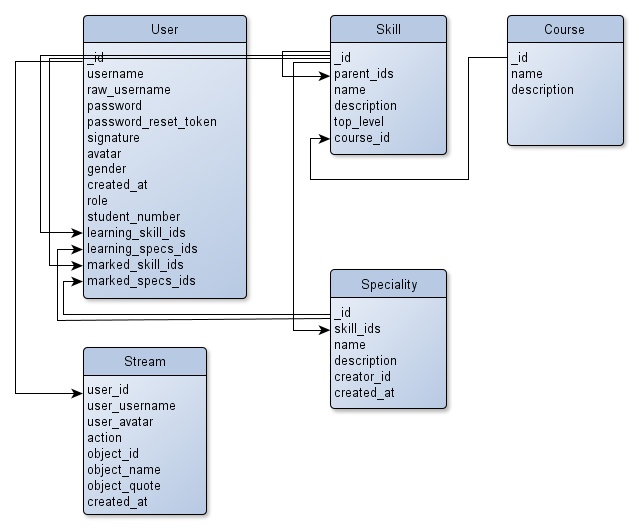 User
_id
username
raw_username
password
password_reset_token
signature
avatar
gender
created_at
role
student_number
learning_skill_ids
learning_specs_ids
marked_skill_ids
marked_specs_ids
Skill
_id
parent_ids
name
description
top_level
course_id
Course
_id
name
description
Speciality
_id
skill_ids
name
description
creator_id
created_at
Stream
user_id
user_username
user_avatar
action
object_id
object_name
object_quote
created_at